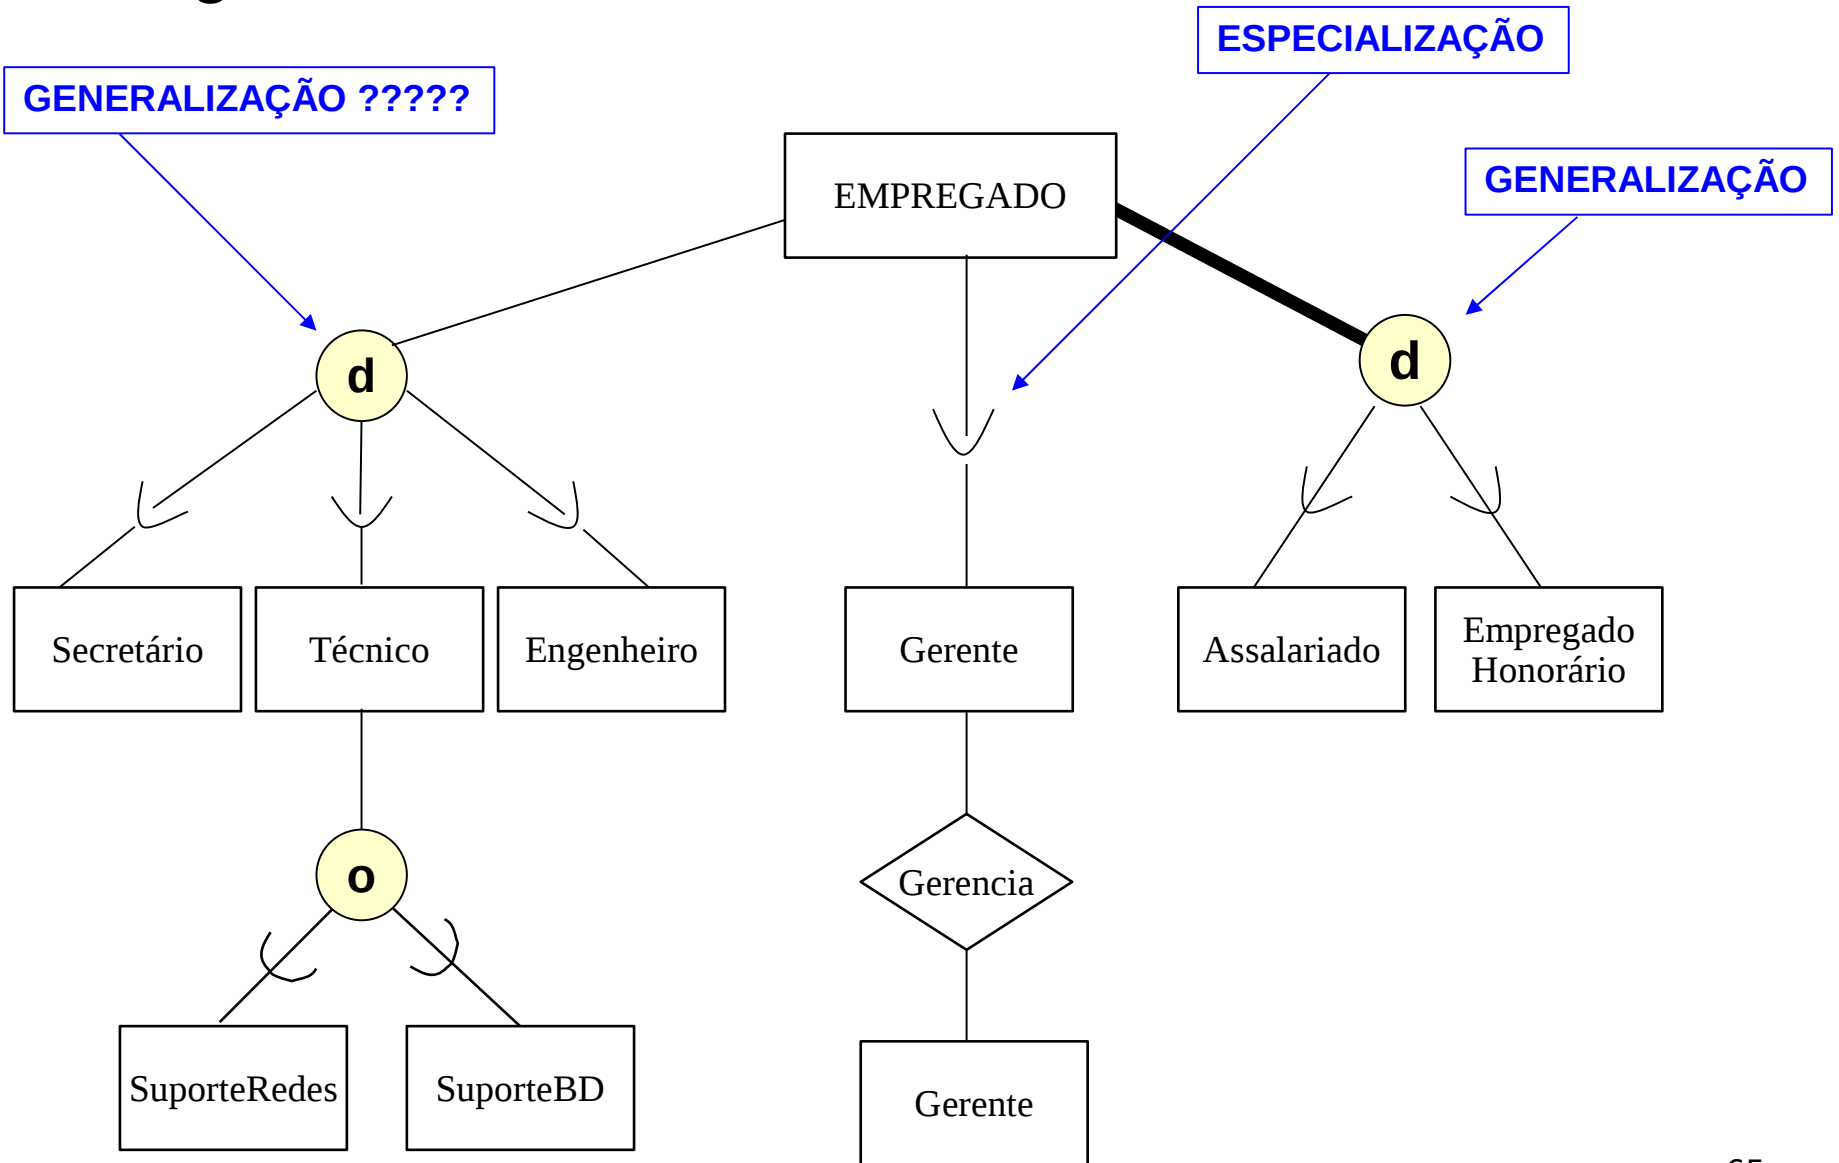 ESPECIALIZAÇÃO
GENERALIZAÇÃO ?????
EMPREGADO
GENERALIZAÇÃO
d
d
Secretário
Técnico
Engenheiro
Gerente
Assalariado
Empregado
Honorário
o
Gerencia
SuporteRedes
SuporteBD
Gerente